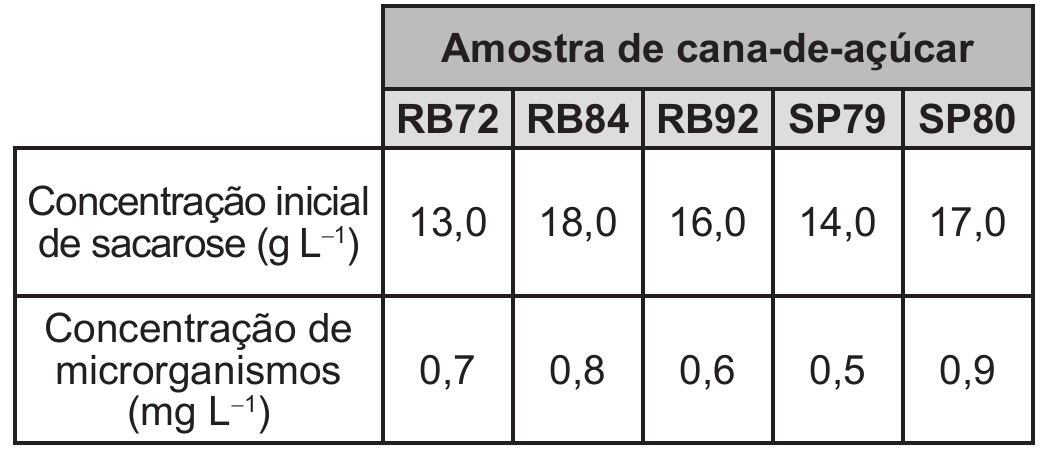 Amostra de cana-de-açúcar
RB72 RB84 RB92 SP79 SP80
Concentração inicial
de sacarose (g L⁻¹)
13,0 18,0 16,0 14,0 17,0
Concentração de
microrganismos
(mg L⁻¹)
0,7 0,8 0,6 0,5 0,9